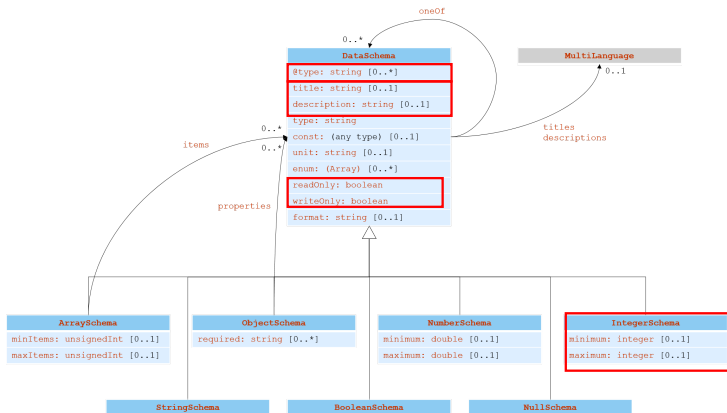 oneOf
0..*
DataSchema
MultiLanguage
@type: string [0..*]
0..1
title: string [0..1]
description: string [0..1]
type: string
0..*
const: (any type) [0..1]
titles
descriptions
items
0..*
unit: string [0..1]
enum: (Array) [0..*]
readOnly: boolean
writeOnly: boolean
properties
format: string [0..1]
ArraySchema
minItems: unsignedInt [0..1]
maxItems: unsignedInt [0..1]
ObjectSchema
required: string [0..*]
NumberSchema
minimum: double [0..1]
maximum: double [0..1]
IntegerSchema
minimum: integer [0..1]
maximum: integer [0..1]
StringSchema
BooleanSchema
NullSchema